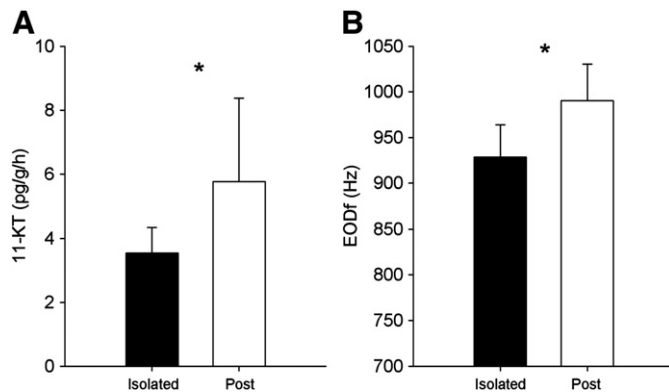 A
10
8
6
4
2
0
11-KT (pg/g/h)
*
Isolated
Post
B
1050
1000
950
900
850
800
750
700
EODf (Hz)
*
Isolated
Post